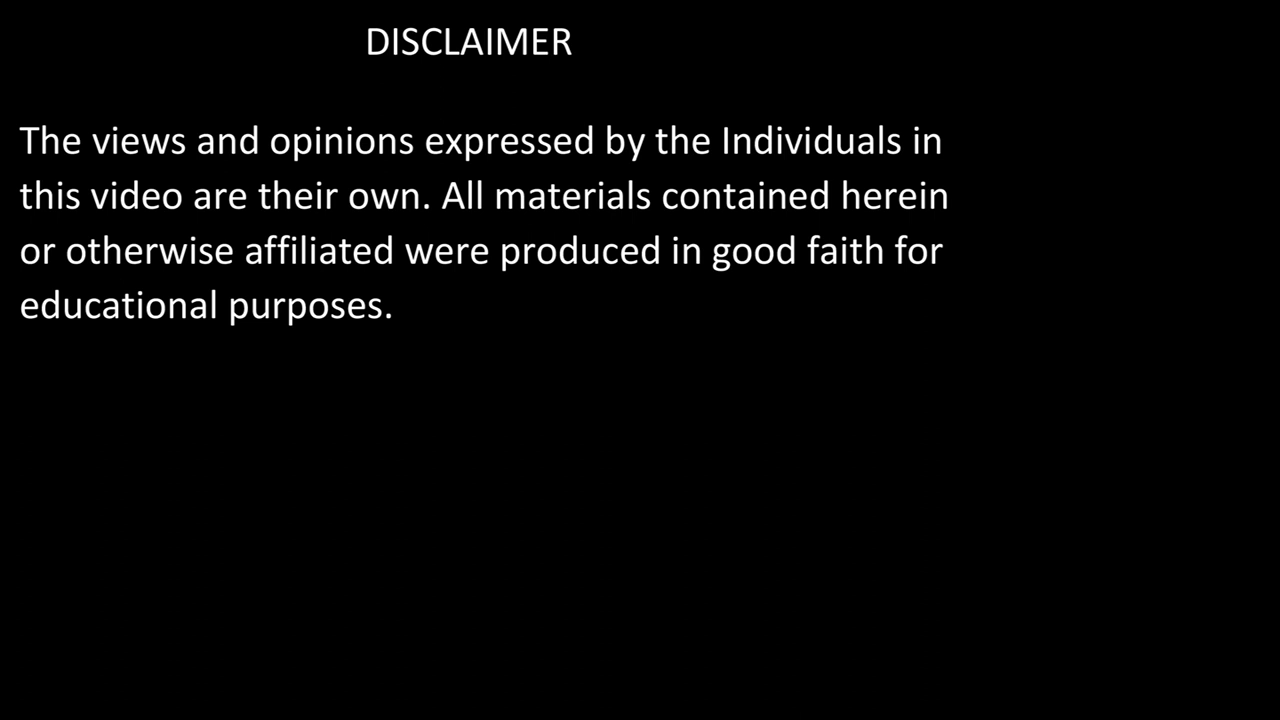 DISCLAIMER
The views and opinions expressed by the Individuals in
this video are their own. All materials contained herein
or otherwise affiliated were produced in good faith for
educational purposes.